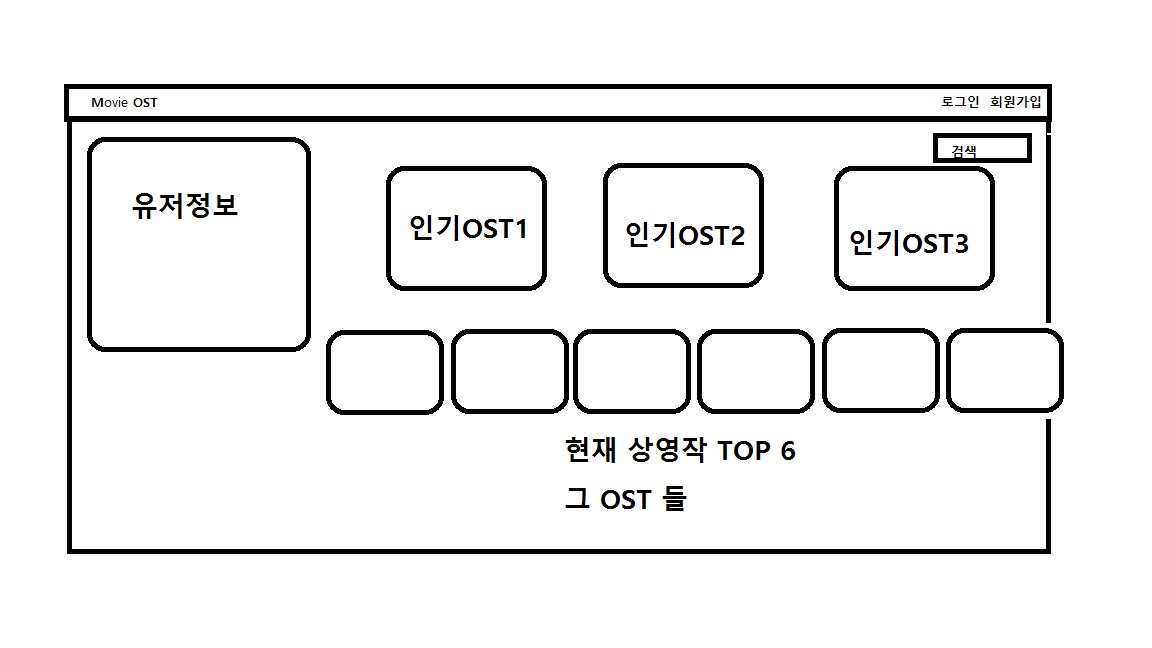 Movie OST
로그인 회원가입
검색
유저정보
인기OST1
인기OST2
인기OST3
현재 상영작 TOP 6
그 OST 들